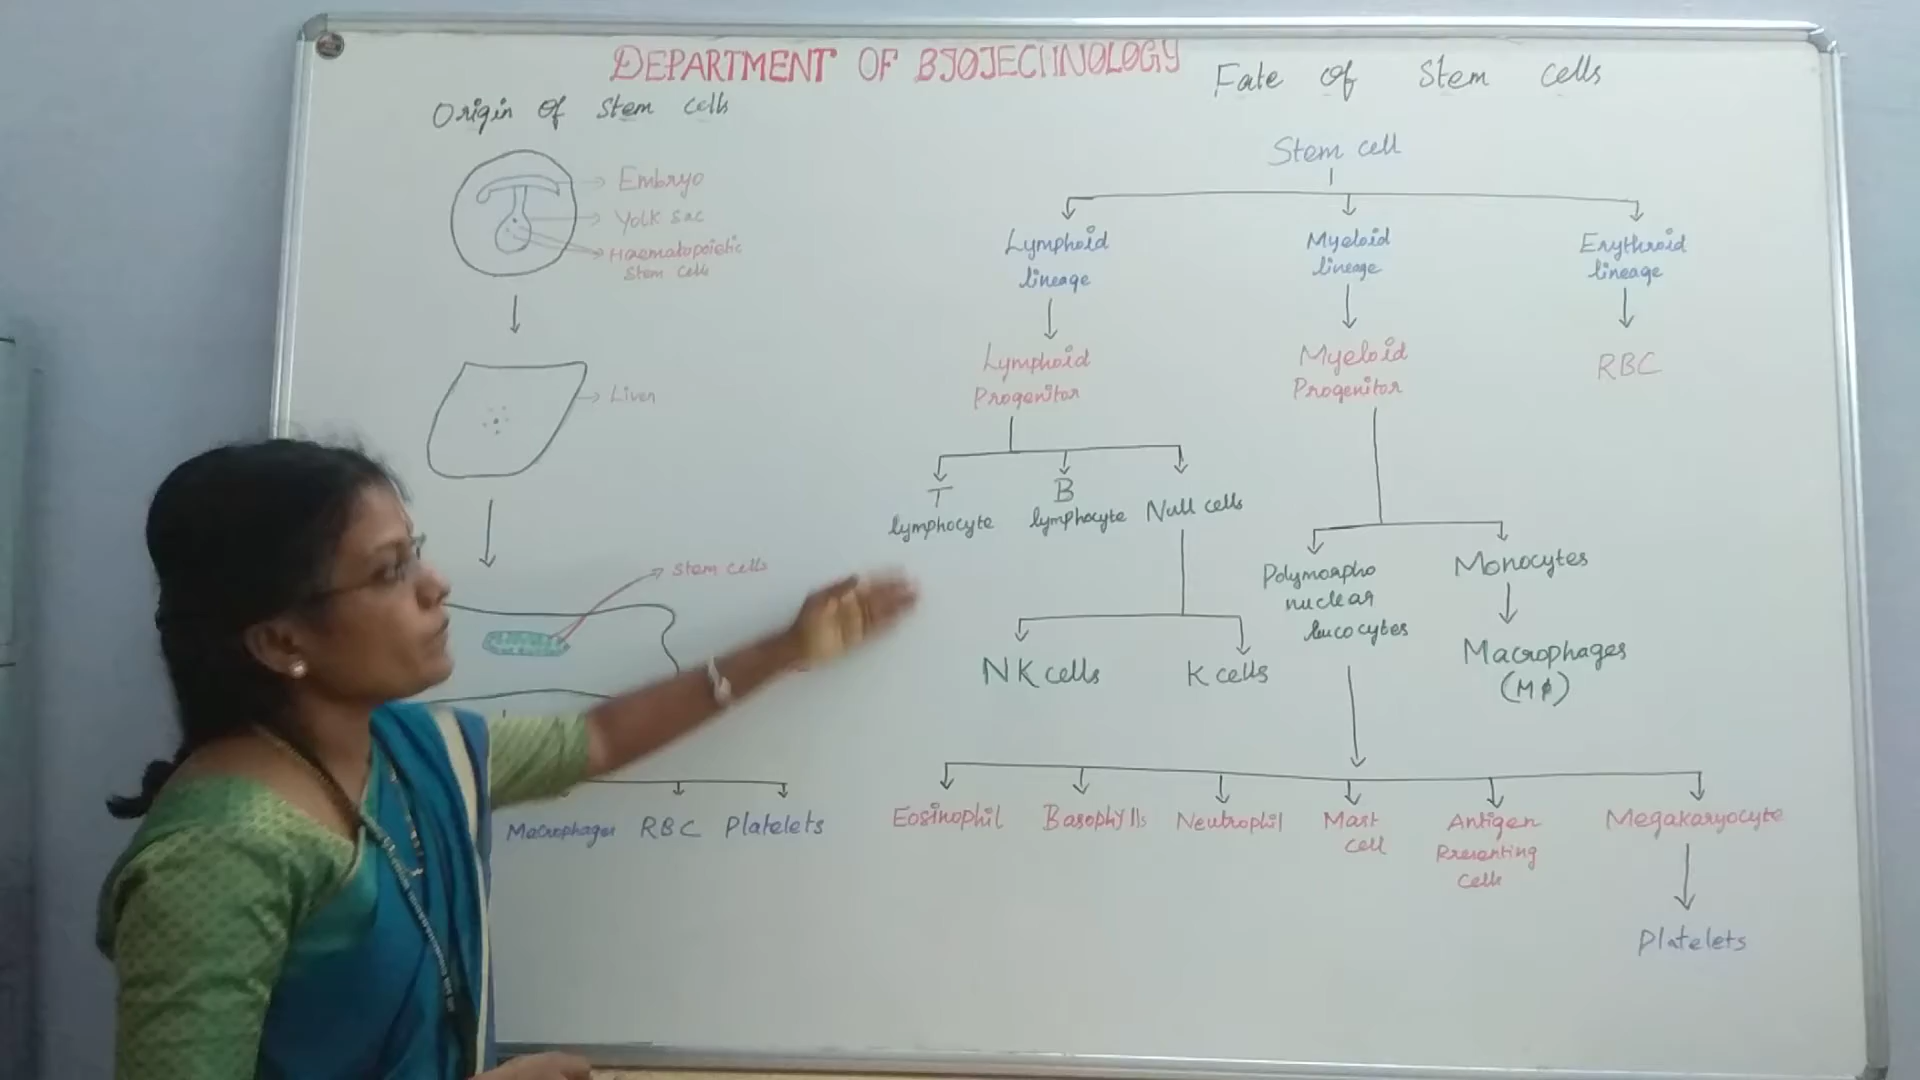 DEPARTMENT OF BIOTECHNOLOGY
Origin of Stem cells
Embryo
Yolk sac
Haematopoietic
Stem cells
Liver
Stem cells
Macrophages RBC Platelets
Fate of Stem cells
Stem cell
Lymphoid
lineage
Myeloid
lineage
Erythroid
lineage
Lymphoid
Progenitor
Myeloid
Progenitor
RBC
T
lymphocyte
B
lymphocyte
Null cells
Polymorpho
nuclear
leucocytes
Monocytes
NK cells
K cells
Macrophages
(Mϕ)
Eosinophil
Basophylls
Neutrophil
Mast
cell
Antigen
Presenting
Cells
Megakaryocyte
Platelets